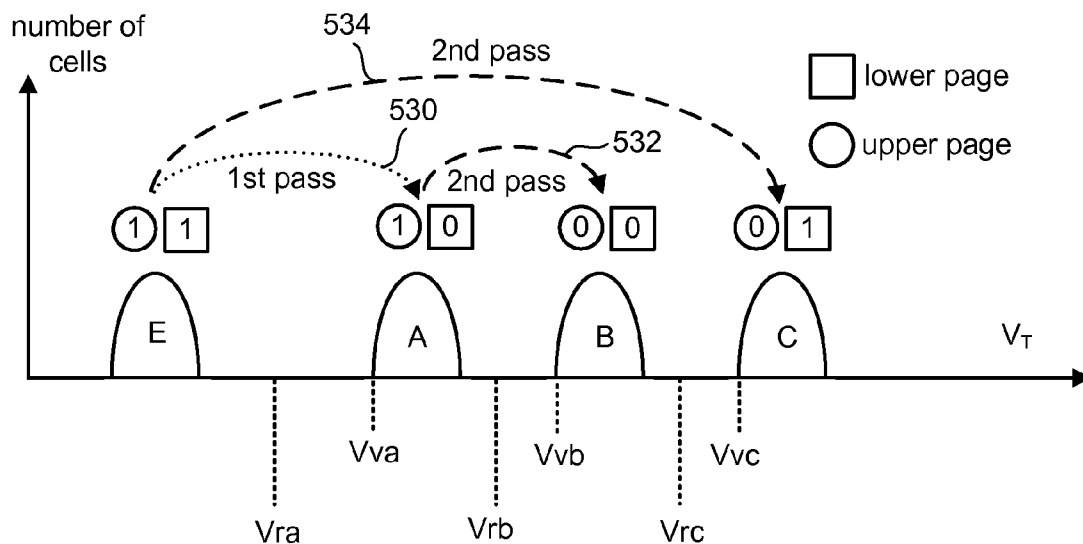 number of
cells
534
2nd pass
lower page
530
upper page
532
1st pass
2nd pass
1 1
1 0
0 0
0 1
E
A
B
C
VT
Vva
Vvb
Vvc
Vra
Vrb
Vrc